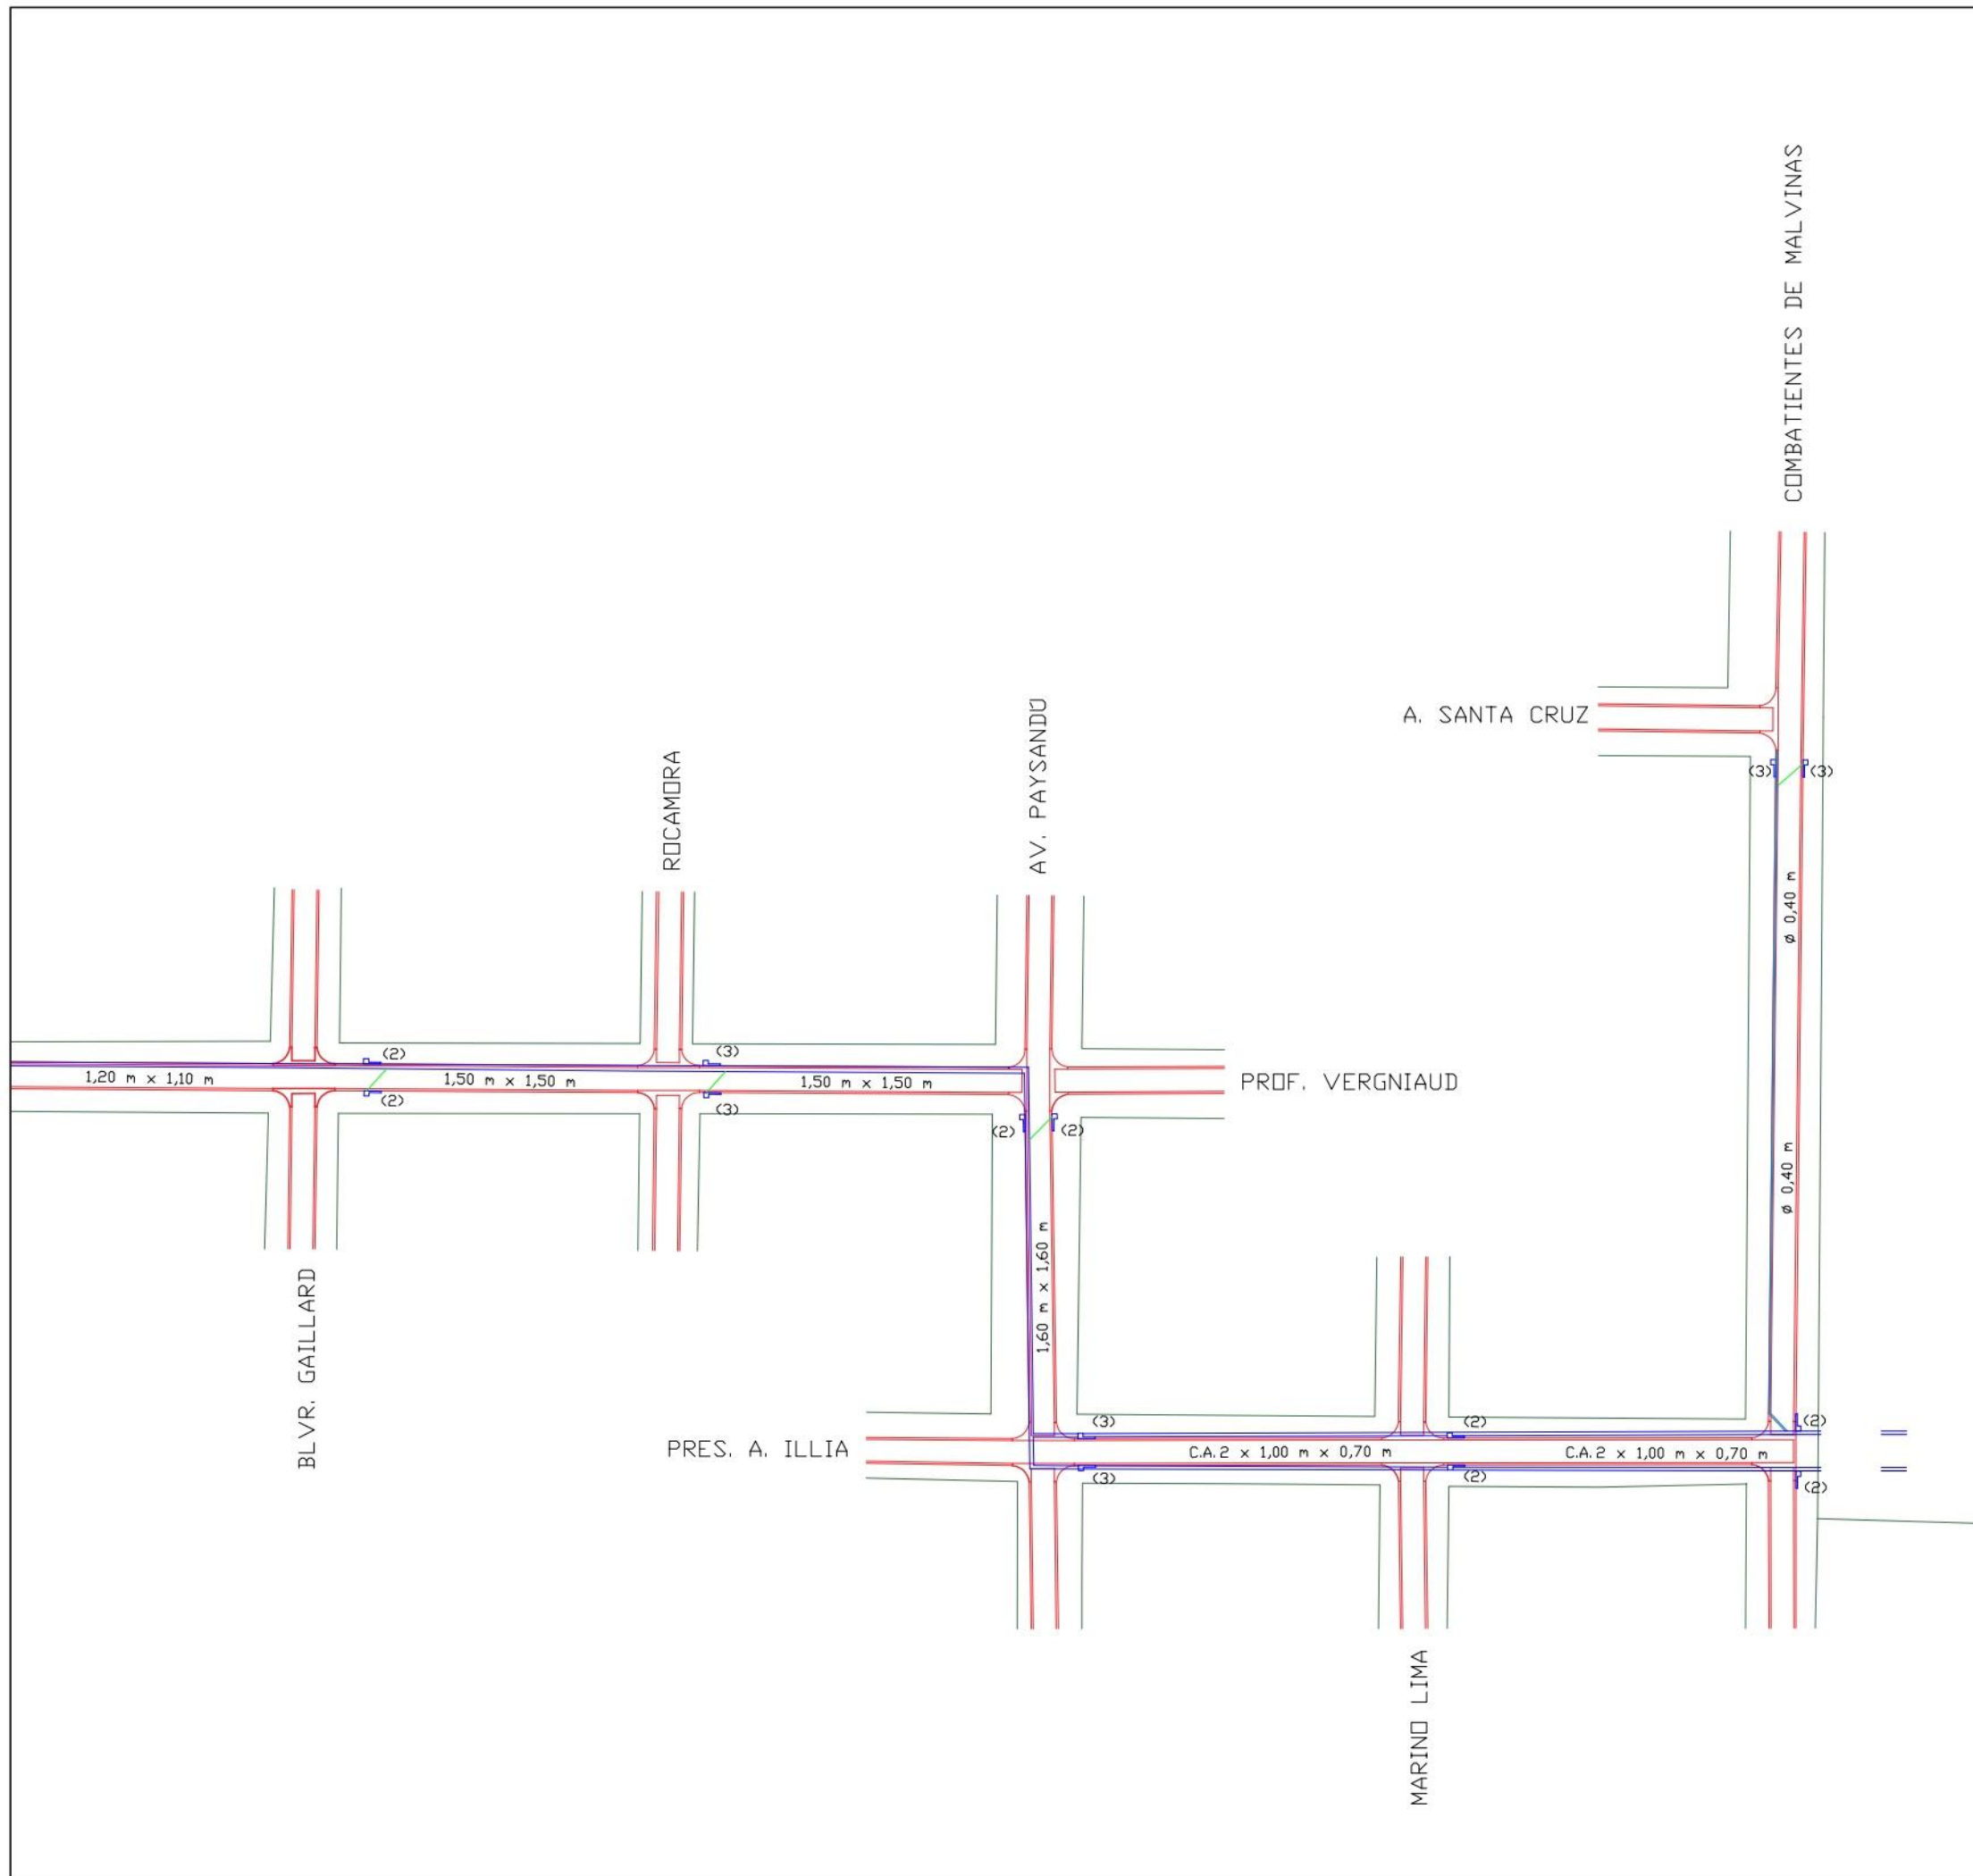 COMBATIENTES DE MALVINAS
A. SANTA CRUZ
(3)
(3)
AV. PAYSANDÚ
ROCAMORA
ø 0,40 m
(2)
(3)
1,20 m x 1,10 m
1,50 m x 1,50 m
1,50 m x 1,50 m
PROF. VERGNIAUD
(2)
(3)
(2)
(2)
ø 0,40 m
1,60 m x 1,60 m
BLVR. GAILLARD
(3)
(2)
(2)
PRES. A. ILLIA
C.A. 2 x 1,00 m x 0,70 m
C.A. 2 x 1,00 m x 0,70 m
(3)
(2)
(2)
MARINO LIMA